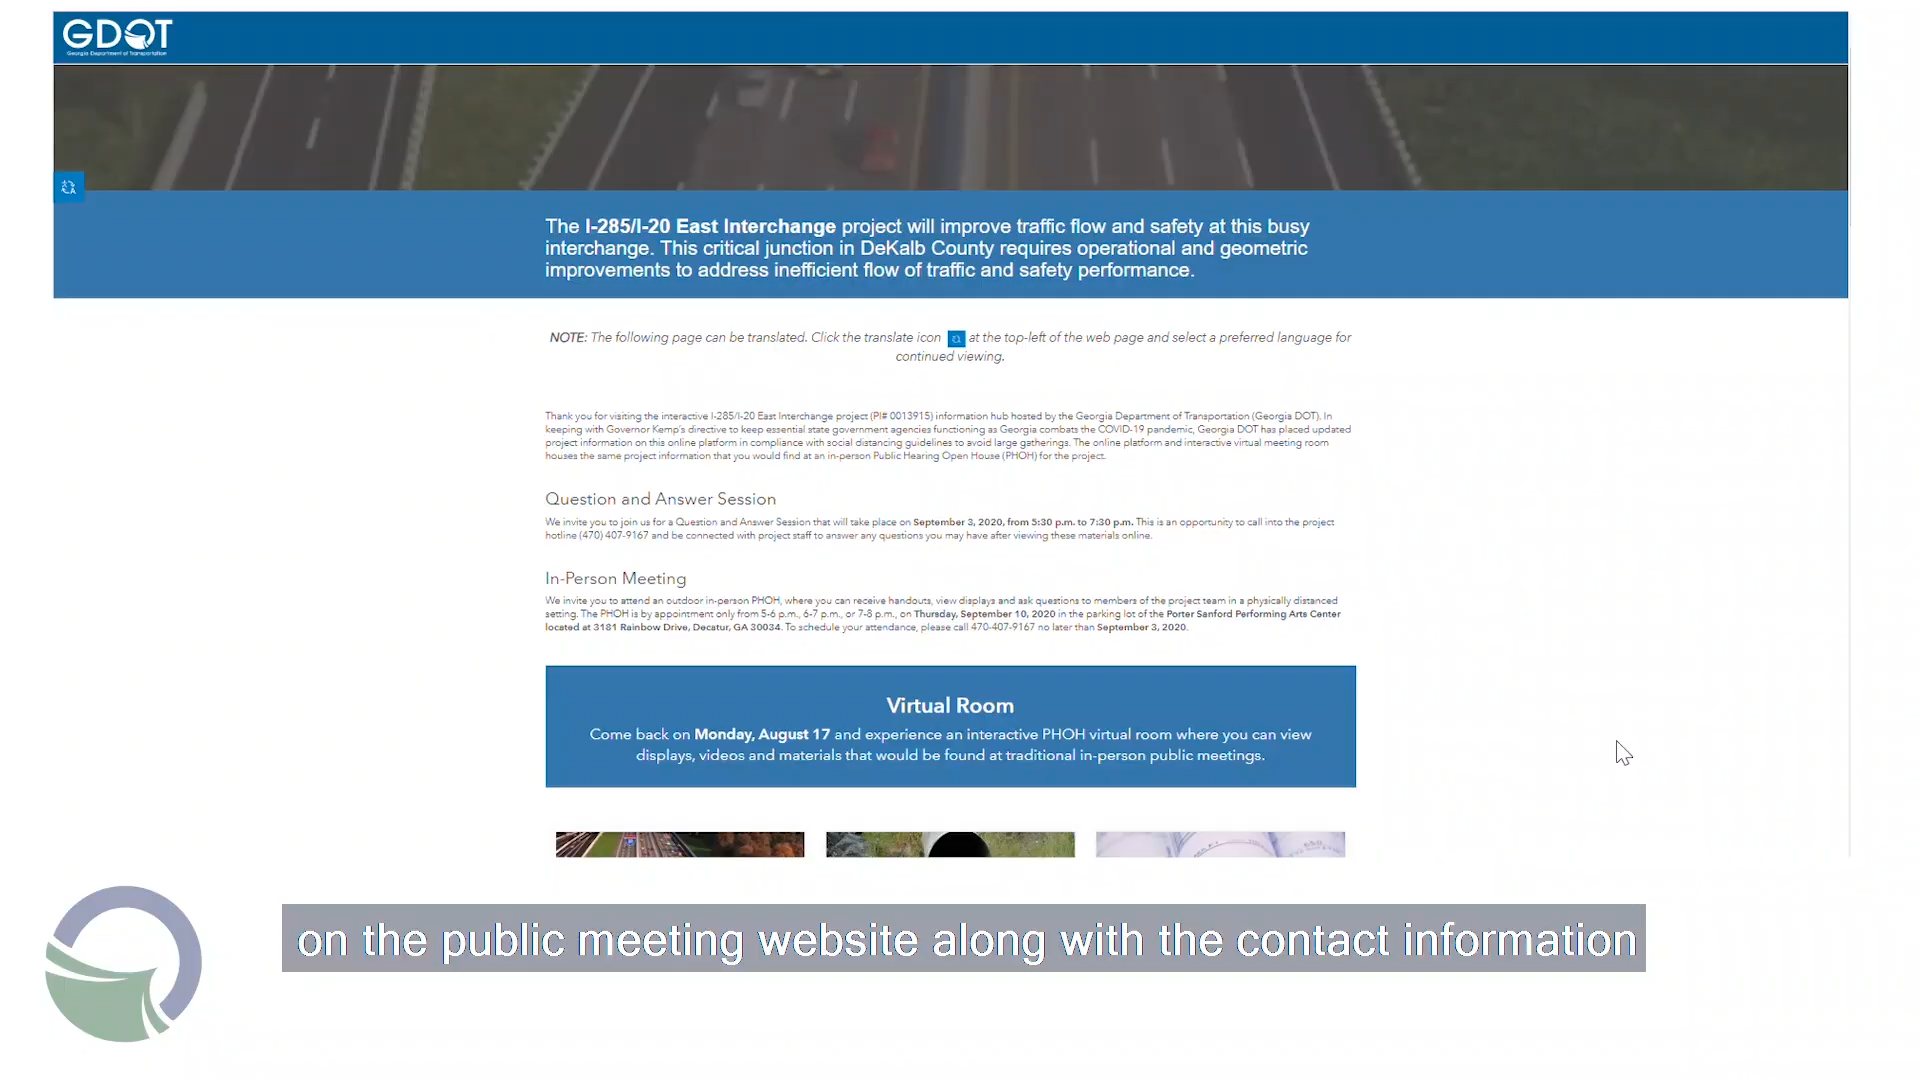 GDOT
Georgia Department of Transportation
The I-285/I-20 East Interchange project will improve traffic flow and safety at this busy
interchange. This critical junction in DeKalb County requires operational and geometric
improvements to address inefficient flow of traffic and safety performance.
NOTE: The following page can be translated. Click the translate icon at the top-left of the web page and select a preferred language for
continued viewing.
Thank you for visiting the interactive I-285/I-20 East Interchange project (PI# 0013915) information hub hosted by the Georgia Department of Transportation (Georgia DOT). In
keeping with Governor Kemp's directive to keep essential state government agencies functioning as Georgia combats the COVID-19 pandemic, Georgia DOT has placed updated
project information on this online platform in compliance with social distancing guidelines to avoid large gatherings. The online platform and interactive virtual meeting room
houses the same project information that you would find at an in-person Public Hearing Open House (PHOH) for the project.
Question and Answer Session
We invite you to join us for a Question and Answer Session that will take place on September 3, 2020, from 5:30 p.m. to 7:30 p.m. This is an opportunity to call into the project
hotline (470) 407-9167 and be connected with project staff to answer any questions you may have after viewing these materials online.
In-Person Meeting
We invite you to attend an outdoor in-person PHOH, where you can receive handouts, view displays and ask questions to members of the project team in a physically distanced
setting. The PHOH is by appointment only from 5-6 p.m., 6-7 p.m., or 7-8 p.m., on Thursday, September 10, 2020 in the parking lot of the Porter Sanford Performing Arts Center
located at 3181 Rainbow Drive, Decatur, GA 30034. To schedule your attendance, please call 470-407-9167 no later than September 3, 2020.
Virtual Room
Come back on Monday, August 17 and experience an interactive PHOH virtual room where you can view
displays, videos and materials that would be found at traditional in-person public meetings.
on the public meeting website along with the contact information